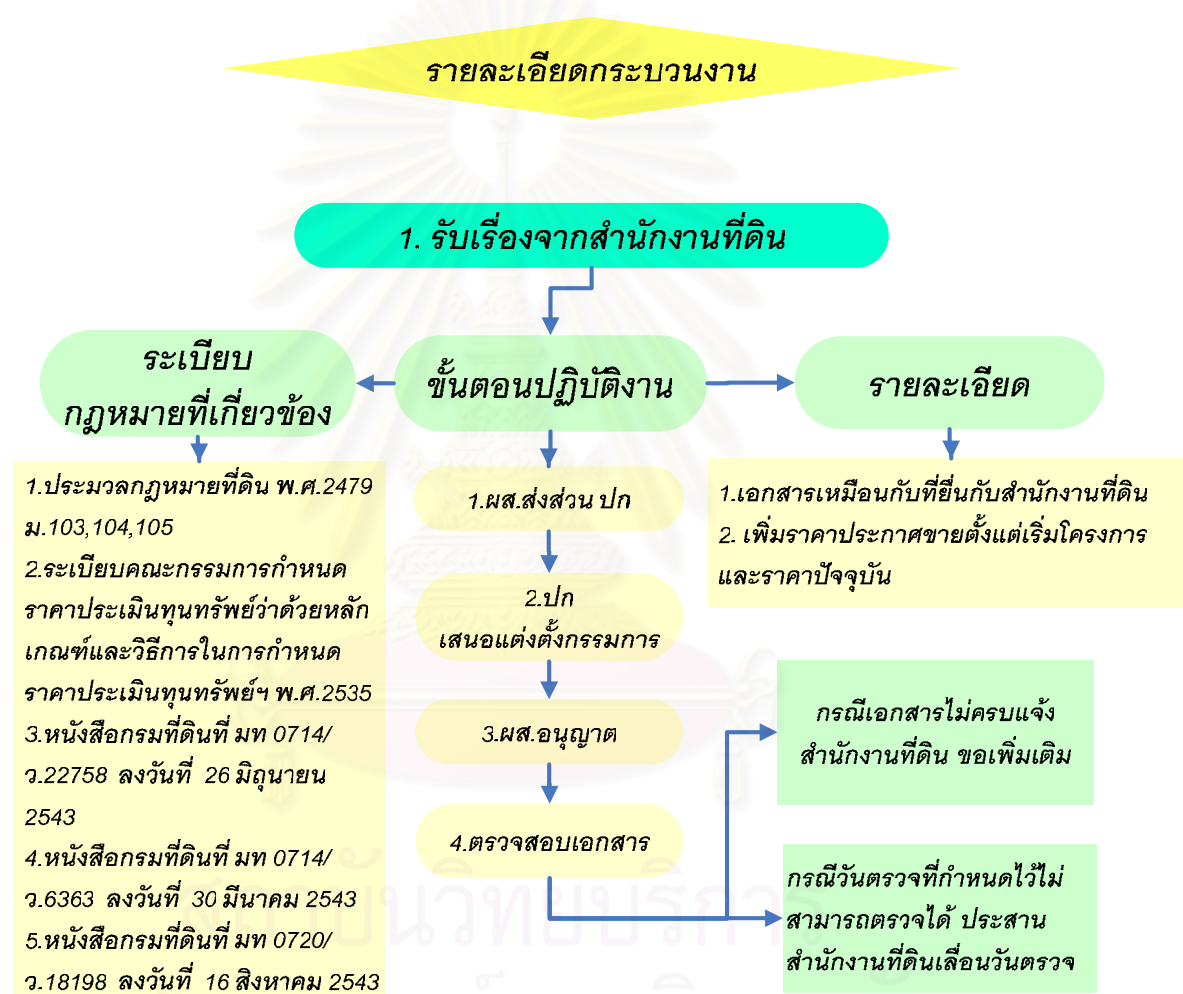 รายละเอียดกระบวนงาน
1. รับเรื่องจากสำนักงานที่ดิน
ระเบียบ
กฎหมายที่เกี่ยวข้อง
ขั้นตอนปฏิบัติงาน
รายละเอียด
1.ประมวลกฎหมายที่ดิน พ.ศ.2479
ม.103,104,105
2.ระเบียบคณะกรรมการกำหนด
ราคาประเมินทุนทรัพย์ว่าด้วยหลัก
เกณฑ์และวิธีการในการกำหนด
ราคาประเมินทุนทรัพย์ฯ พ.ศ.2535
3.หนังสือกรมที่ดินที่ มท 0714/
ว.22758 ลงวันที่ 26 มิถุนายน
2543
4.หนังสือกรมที่ดินที่ มท 0714/
ว.6363 ลงวันที่ 30 มีนาคม 2543
5.หนังสือกรมที่ดินที่ มท 0720/
ว.18198 ลงวันที่ 16 สิงหาคม 2543
1.ผส.ส่งส่วน ปก
2.ปก
เสนอแต่งตั้งกรรมการ
3.ผส.อนุญาต
4.ตรวจสอบเอกสาร
1.เอกสารเหมือนกับที่ยื่นกับสำนักงานที่ดิน
2. เพิ่มราคาประกาศขายตั้งแต่เริ่มโครงการ
และราคาปัจจุบัน
กรณีเอกสารไม่ครบแจ้ง
สำนักงานที่ดิน ขอเพิ่มเติม
กรณีวันตรวจที่กำหนดไว้ไม่
สามารถตรวจได้ ประสาน
สำนักงานที่ดินเลื่อนวันตรวจ
สถาบันวิทยบริการ